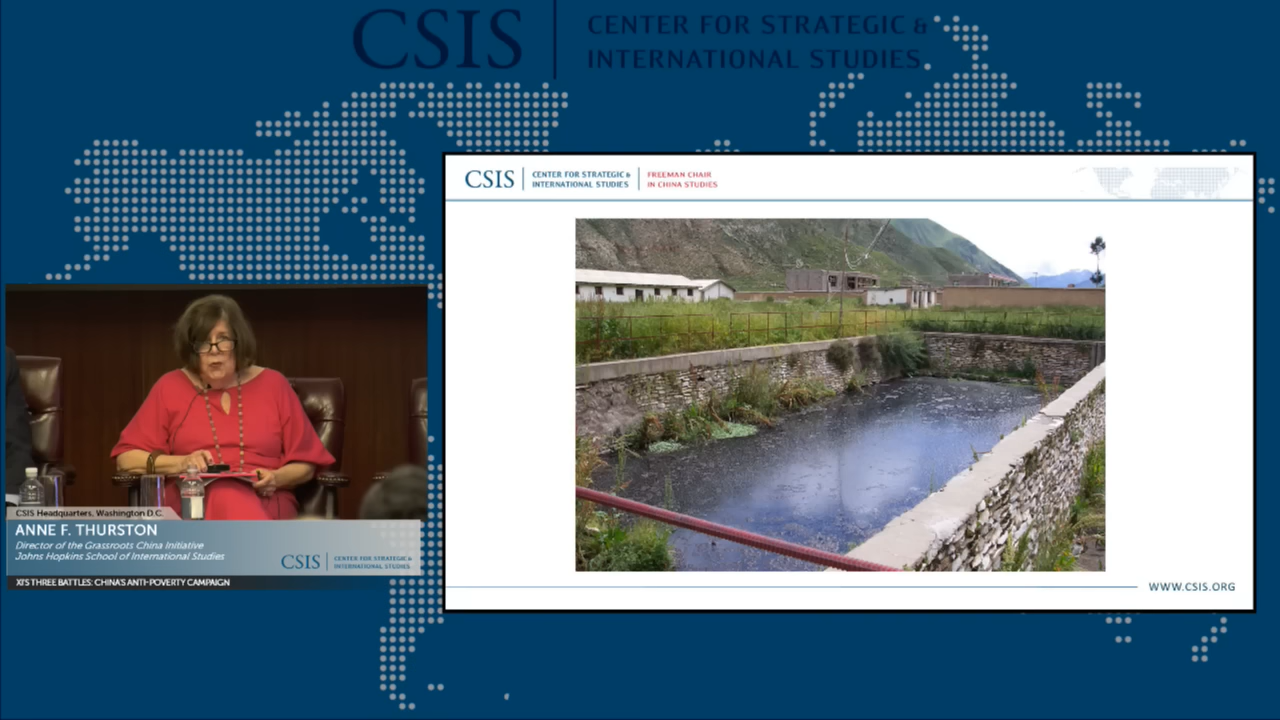 CSIS
CENTER FOR STRATEGIC &
INTERNATIONAL STUDIES
CSIS
CENTER FOR STRATEGIC &
INTERNATIONAL STUDIES
FREEMAN CHAIR
IN CHINA STUDIES
CSIS Headquarters, Washington D.C.
ANNE F. THURSTON
Director of the Grassroots China Initiative
Johns Hopkins School of International Studies
CSIS
CENTER FOR STRATEGIC &
INTERNATIONAL STUDIES
XI'S THREE BATTLES: CHINA'S ANTI-POVERTY CAMPAIGN
WWW.CSIS.ORG